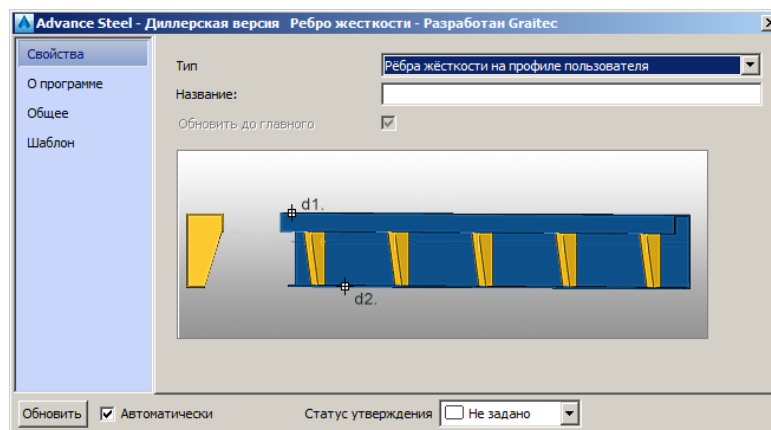 Advance Steel - Диллерская версия Ребро жесткости - Разработан Graitec
Свойства
О программе
Общее
Шаблон
Тип
Рёбра жёсткости на профиле пользователя
Название:
Обновить до главного
d1.
d2.
Обновить
Автоматически
Статус утверждения
Не задано